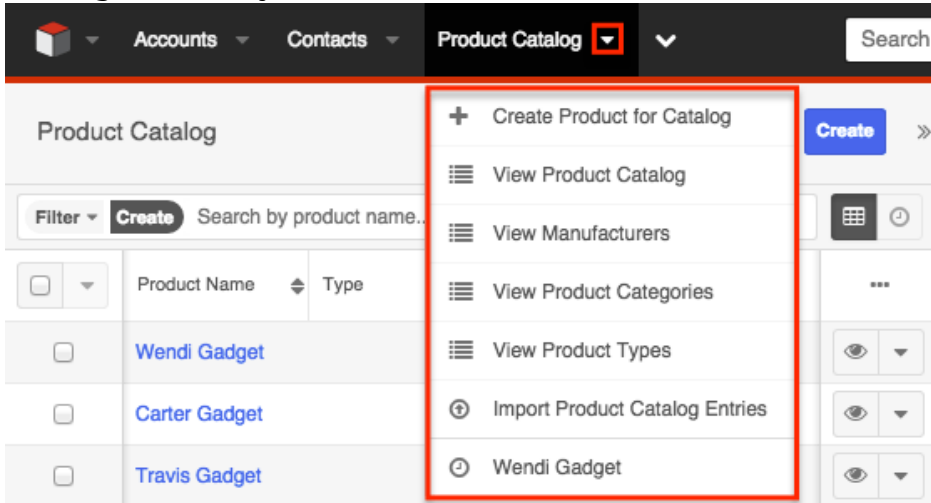 Accounts Contacts Product Catalog Search
Product Catalog Create
Filter Create Search by product name..
Product Name Type
Wendi Gadget
Carter Gadget
Travis Gadget
Create Product for Catalog
View Product Catalog
View Manufacturers
View Product Categories
View Product Types
Import Product Catalog Entries
Wendi Gadget